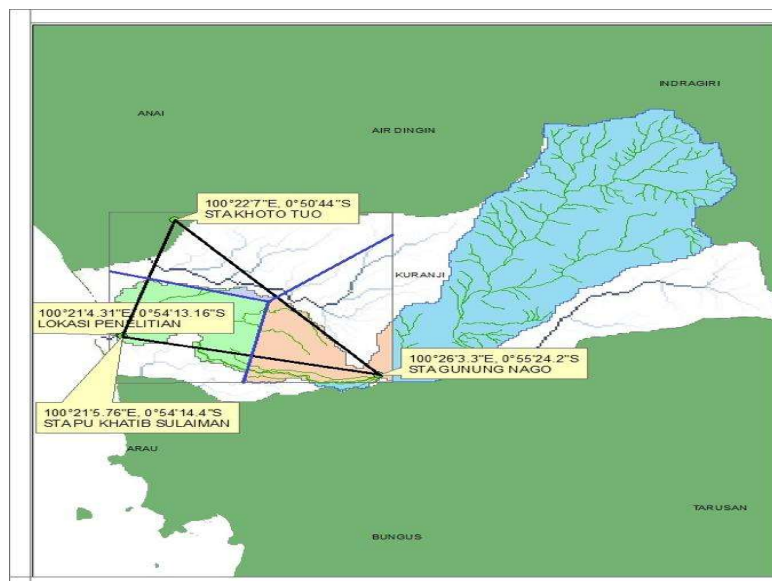 INDRAGIRI
ANAI
AIR DINGIN
100°22'7"E, 0°50'44"S
STA KHOTO TUO
KURANJI
100°21'4.31"E, 0°54'13.16"S
LOKASI PENELITIAN
100°26'3.3"E, 0°55'24.2"S
STA GUNUNG NAGO
100°21'5.76"E, 0°54'14.4"S
STA PU KHATIB SULAIMAN
ARAU
TARUSAN
BUNGUS